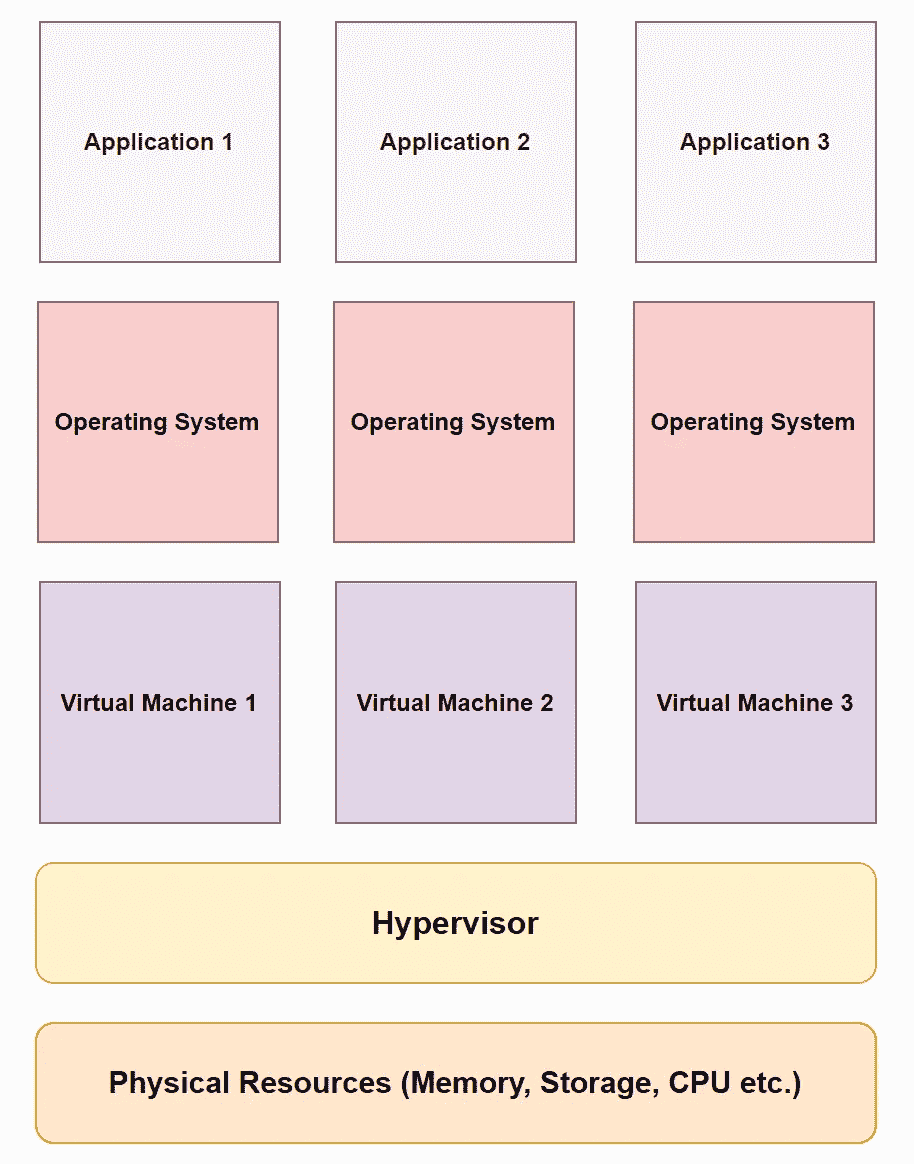 Application 1
Application 2
Application 3
Operating System
Operating System
Operating System
Virtual Machine 1
Virtual Machine 2
Virtual Machine 3
Hypervisor
Physical Resources (Memory, Storage, CPU etc.)